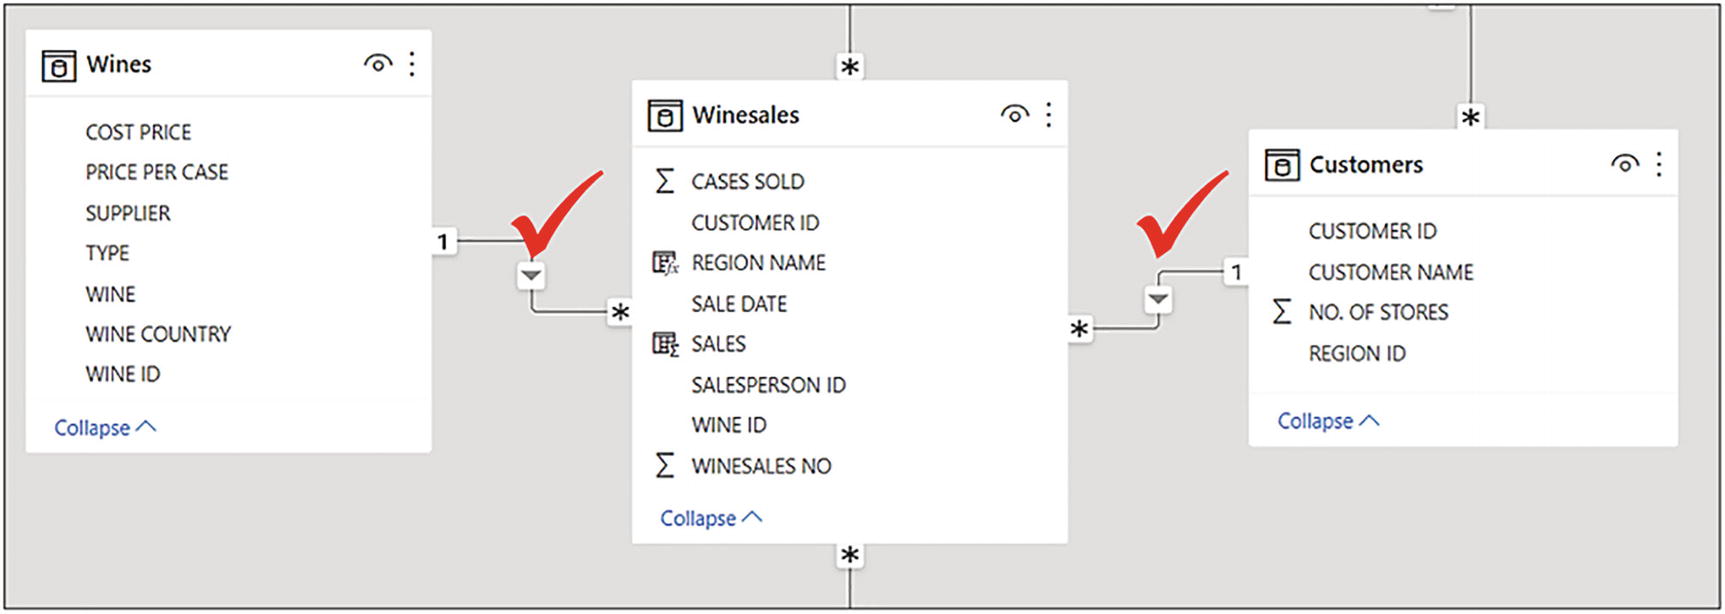 Wines
COST PRICE
PRICE PER CASE
SUPPLIER
TYPE
WINE
WINE COUNTRY
WINE ID
Collapse
1
*
*
Winesales
CASES SOLD
CUSTOMER ID
REGION NAME
SALE DATE
SALES
SALESPERSON ID
WINE ID
WINESALES NO
Collapse
*
*
1
*
Customers
CUSTOMER ID
CUSTOMER NAME
NO. OF STORES
REGION ID
Collapse